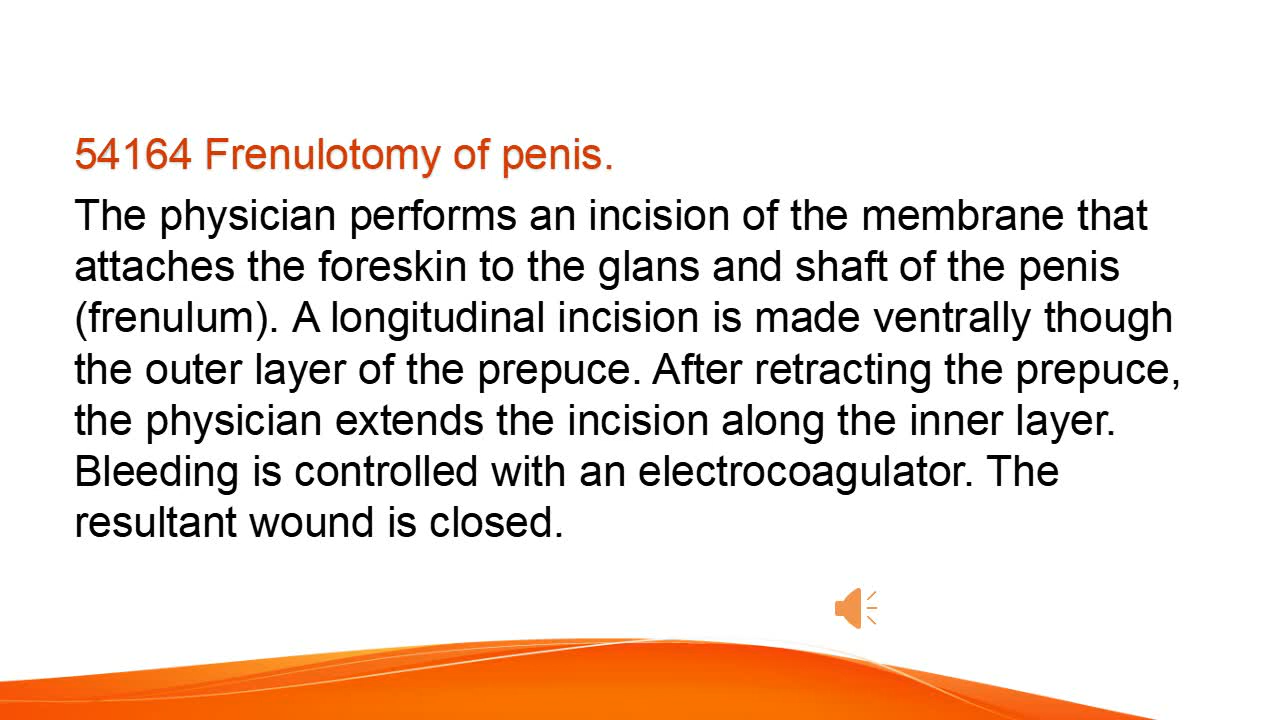 54164 Frenulotomy of penis.
The physician performs an incision of the membrane that
attaches the foreskin to the glans and shaft of the penis
(frenulum). A longitudinal incision is made ventrally though
the outer layer of the prepuce. After retracting the prepuce,
the physician extends the incision along the inner layer.
Bleeding is controlled with an electrocoagulator. The
resultant wound is closed.